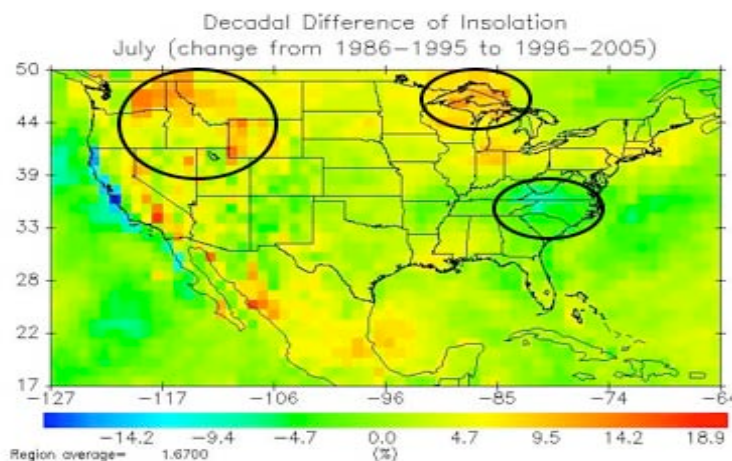 Decadal Difference of Insolation
July (change from 1986-1995 to 1996-2005)
50
44
39
33
28
22
17
-127 -117 -106 -95 -85 -74 -64
-14.2 -9.4 -4.7 0.0 4.7 9.5 14.2 18.9
Region average= 1.6700 (%)